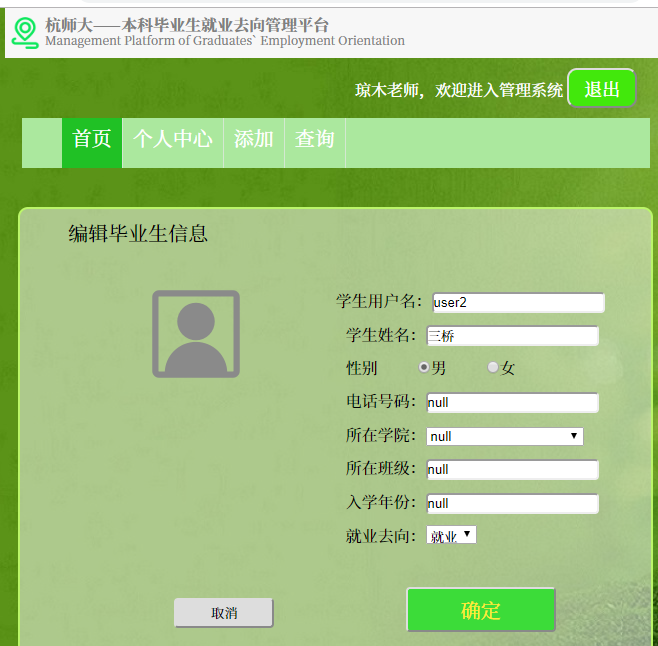 杭师大——本科毕业生就业去向管理平台
Management Platform of Graduates` Employment Orientation
琼木老师，欢迎进入管理系统 退出
首页 个人中心 添加 查询
编辑毕业生信息
学生用户名： user2
学生姓名： 三桥
性别 男 女
电话号码： null
所在学院： null
所在班级： null
入学年份： null
就业去向： 就业
取消 确定